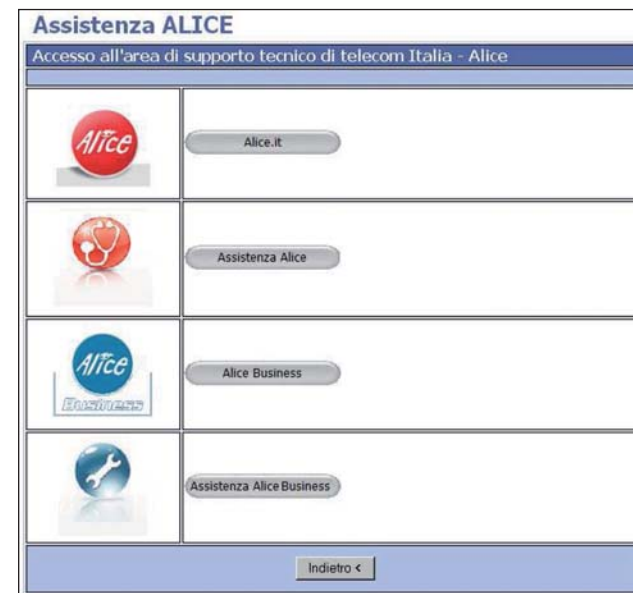 Assistenza ALICE
Accesso all'area di supporto tecnico di telecom Italia - Alice
Alice
Alice.it
Assistenza Alice
Alice
Business
Alice Business
Assistenza Alice Business
Indietro <